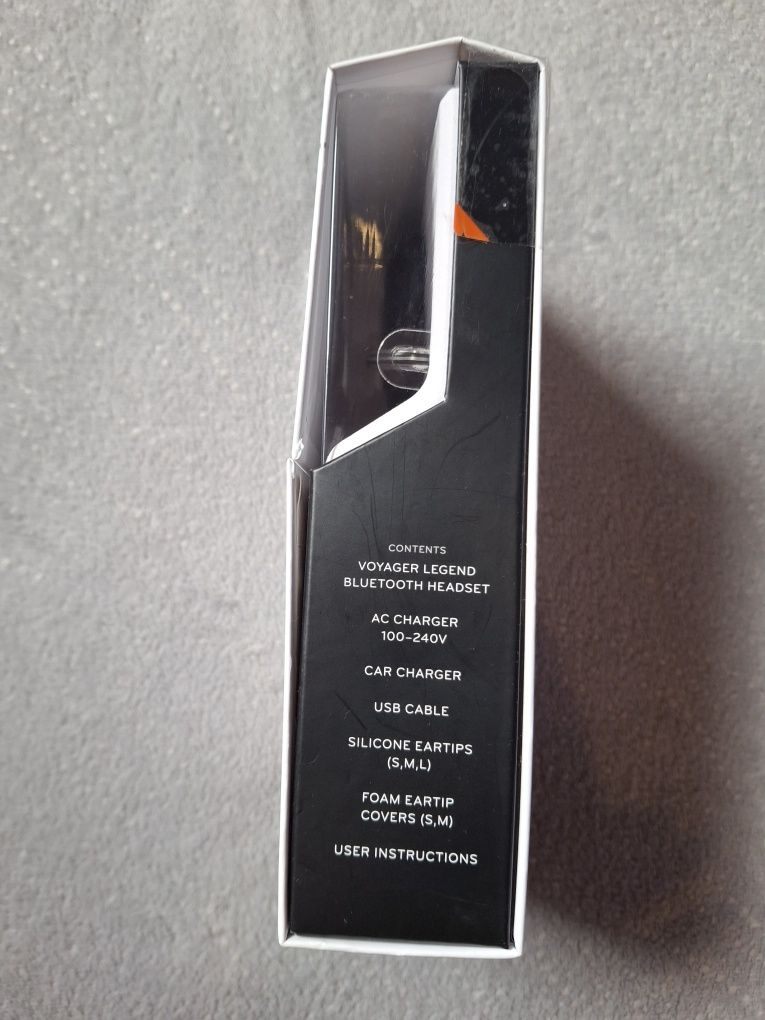 CONTENTS
VOYAGER LEGEND
BLUETOOTH HEADSET
AC CHARGER
100–240V
CAR CHARGER
USB CABLE
SILICONE EARTIPS
(S,M,L)
FOAM EARTIP
COVERS (S,M)
USER INSTRUCTIONS